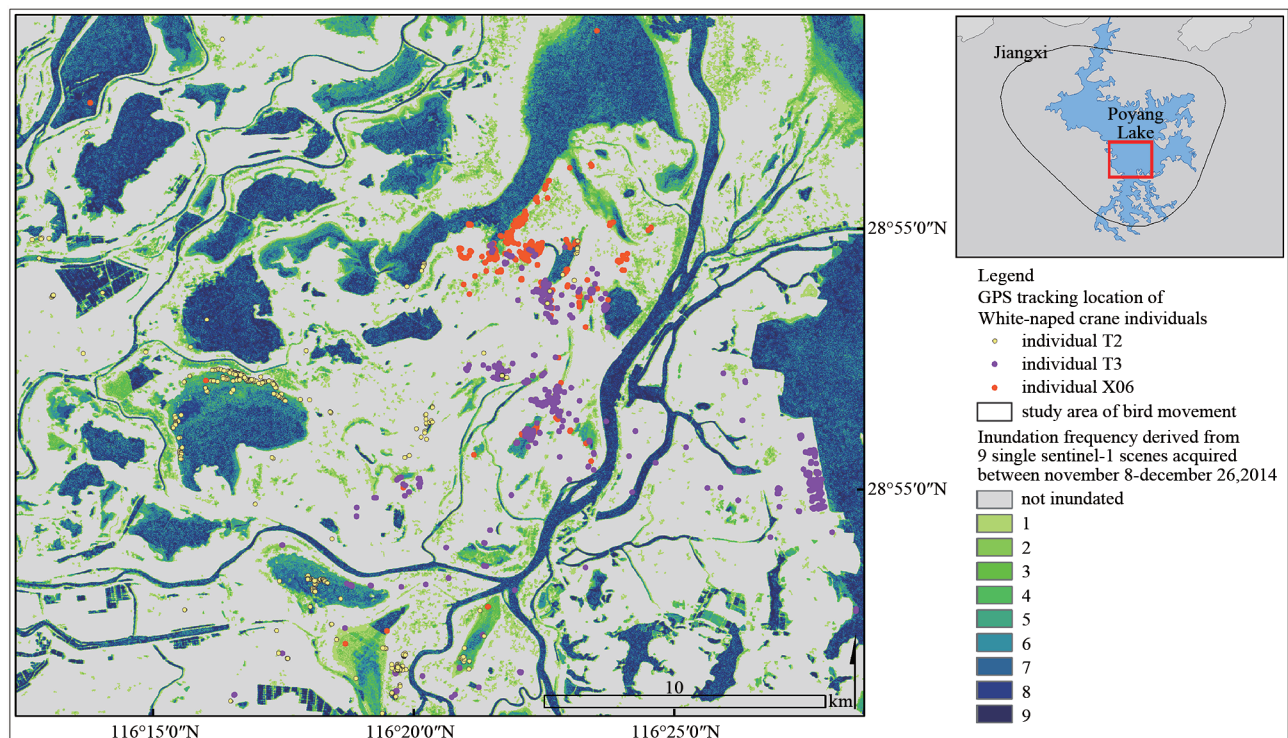 28°55′0″N
28°55′0″N
10
km
116°15′0″N
116°20′0″N
116°25′0″N
Jiangxi
Poyang
Lake
Legend
GPS tracking location of
White-naped crane individuals
individual T2
individual T3
individual X06
study area of bird movement
Inundation frequency derived from
9 single sentinel-1 scenes acquired
between november 8-december 26,2014
not inundated
1
2
3
4
5
6
7
8
9